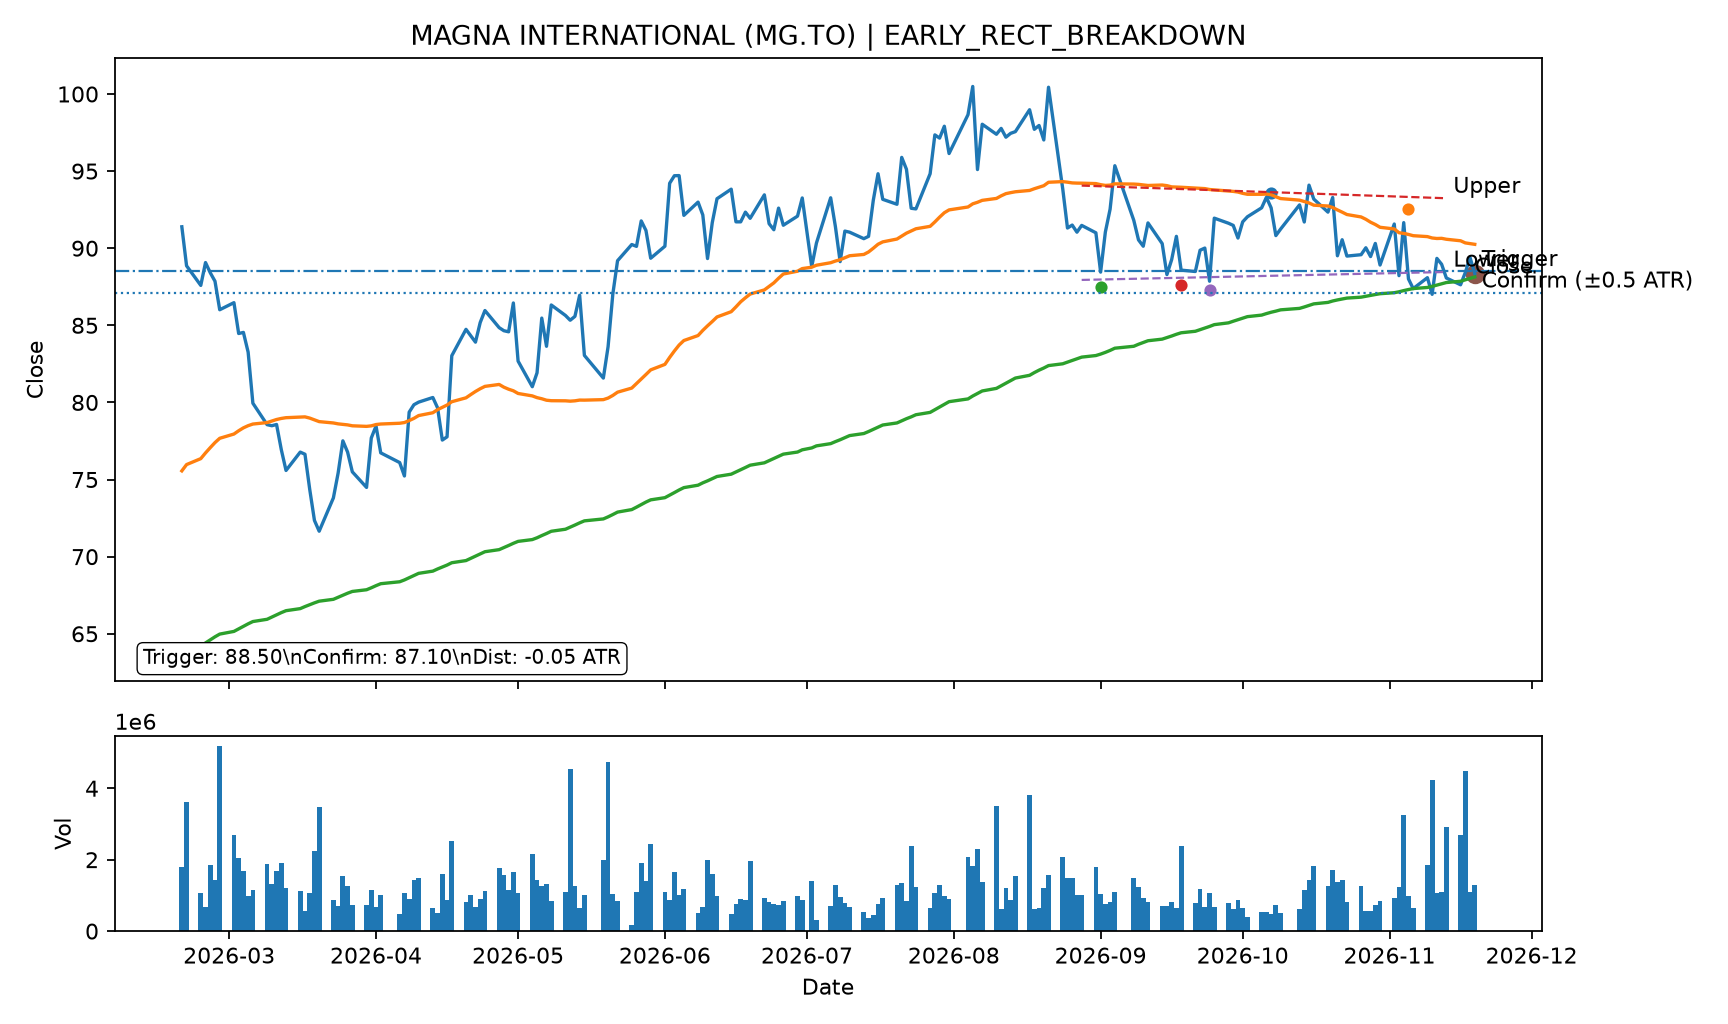 MAGNA INTERNATIONAL (MG.TO) | EARLY_RECT_BREAKDOWN
100
95
90
85
80
75
70
65
Close
Upper
Lower
Trigger
Close
Confirm (±0.5 ATR)
Trigger: 88.50\nConfirm: 87.10\nDist: -0.05 ATR
1e6
4
2
0
Vol
2026-03
2026-04
2026-05
2026-06
2026-07
2026-08
2026-09
2026-10
2026-11
2026-12
Date